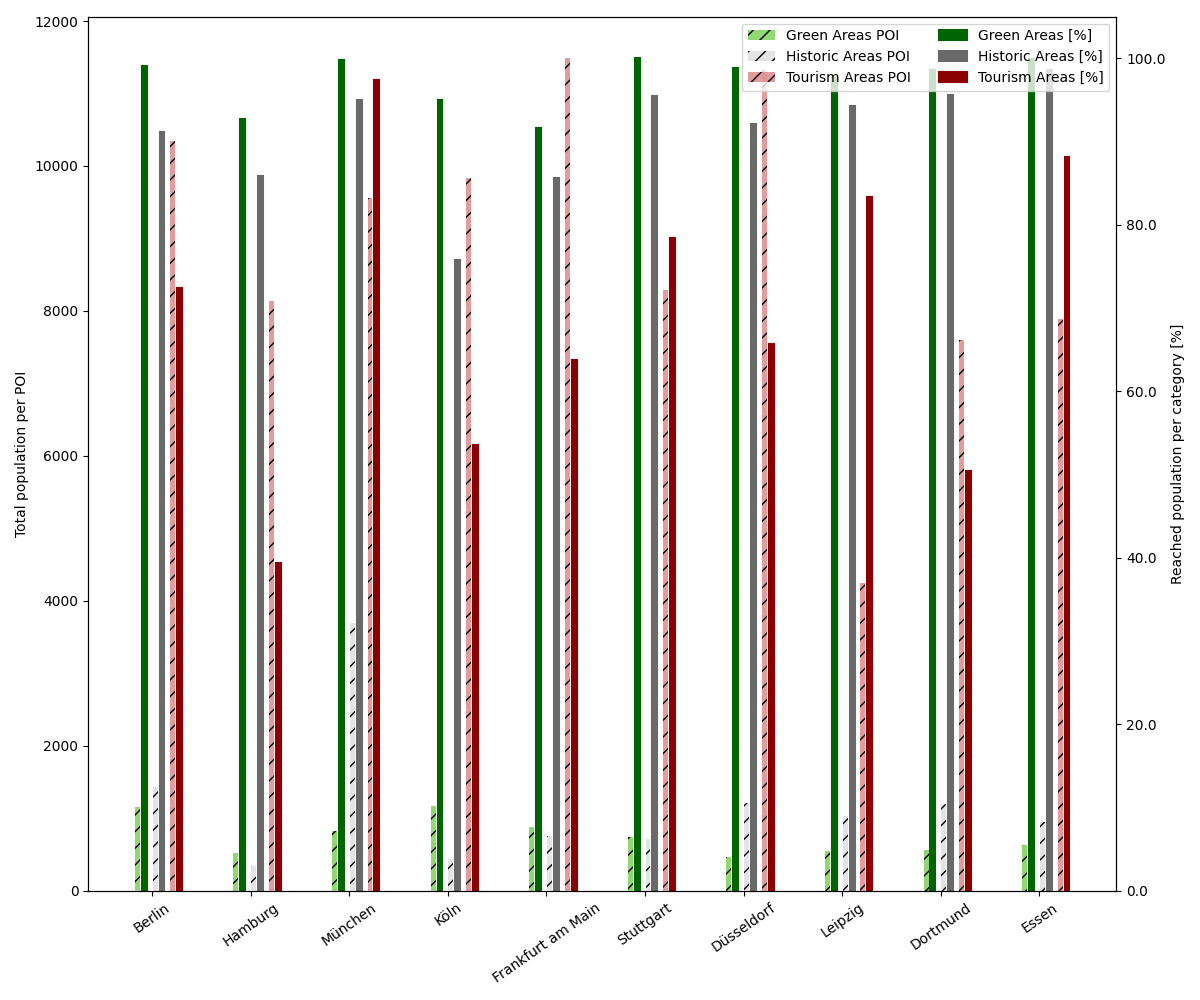 12000
10000
8000
6000
4000
2000
0
Total population per POI
Green Areas POI
Historic Areas POI
Tourism Areas POI
Green Areas [%]
Historic Areas [%]
Tourism Areas [%]
100.0
80.0
60.0
40.0
20.0
0.0
Reached population per category [%]
Berlin
Hamburg
München
Köln
Frankfurt am Main
Stuttgart
Düsseldorf
Leipzig
Dortmund
Essen